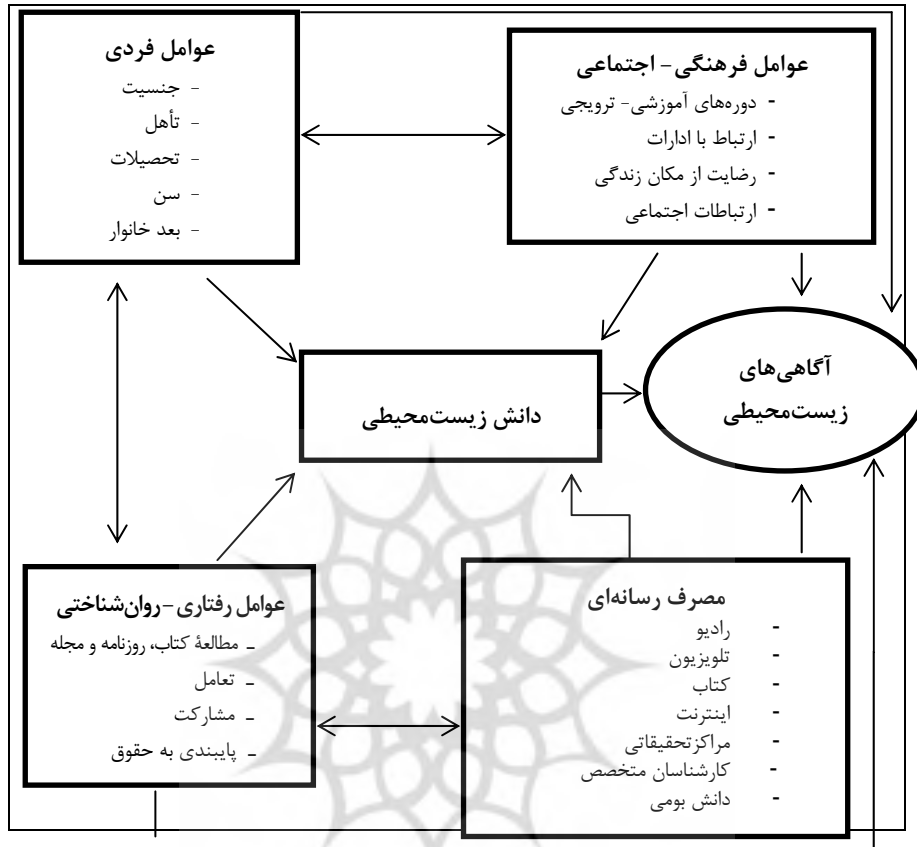 عوامل فردی
- جنسیت
- تأهل
- تحصیلات
- سن
- بعد خانوار
عوامل فرهنگی- اجتماعی
- دوره‌های آموزشی- ترویجی
- ارتباط با ادارات
- رضایت از مکان زندگی
- ارتباطات اجتماعی
آگاهی‌های
زیست‌محیطی
دانش زیست‌محیطی
عوامل رفتاری-روان‌شناختی
- مطالعۀ کتاب، روزنامه و مجله
- تعامل
- مشارکت
- پایبندی به حقوق
مصرف رسانه‌ای
- رادیو
- تلویزیون
- کتاب
- اینترنت
- مراکزتحقیقاتی
- کارشناسان متخصص
- دانش بومی